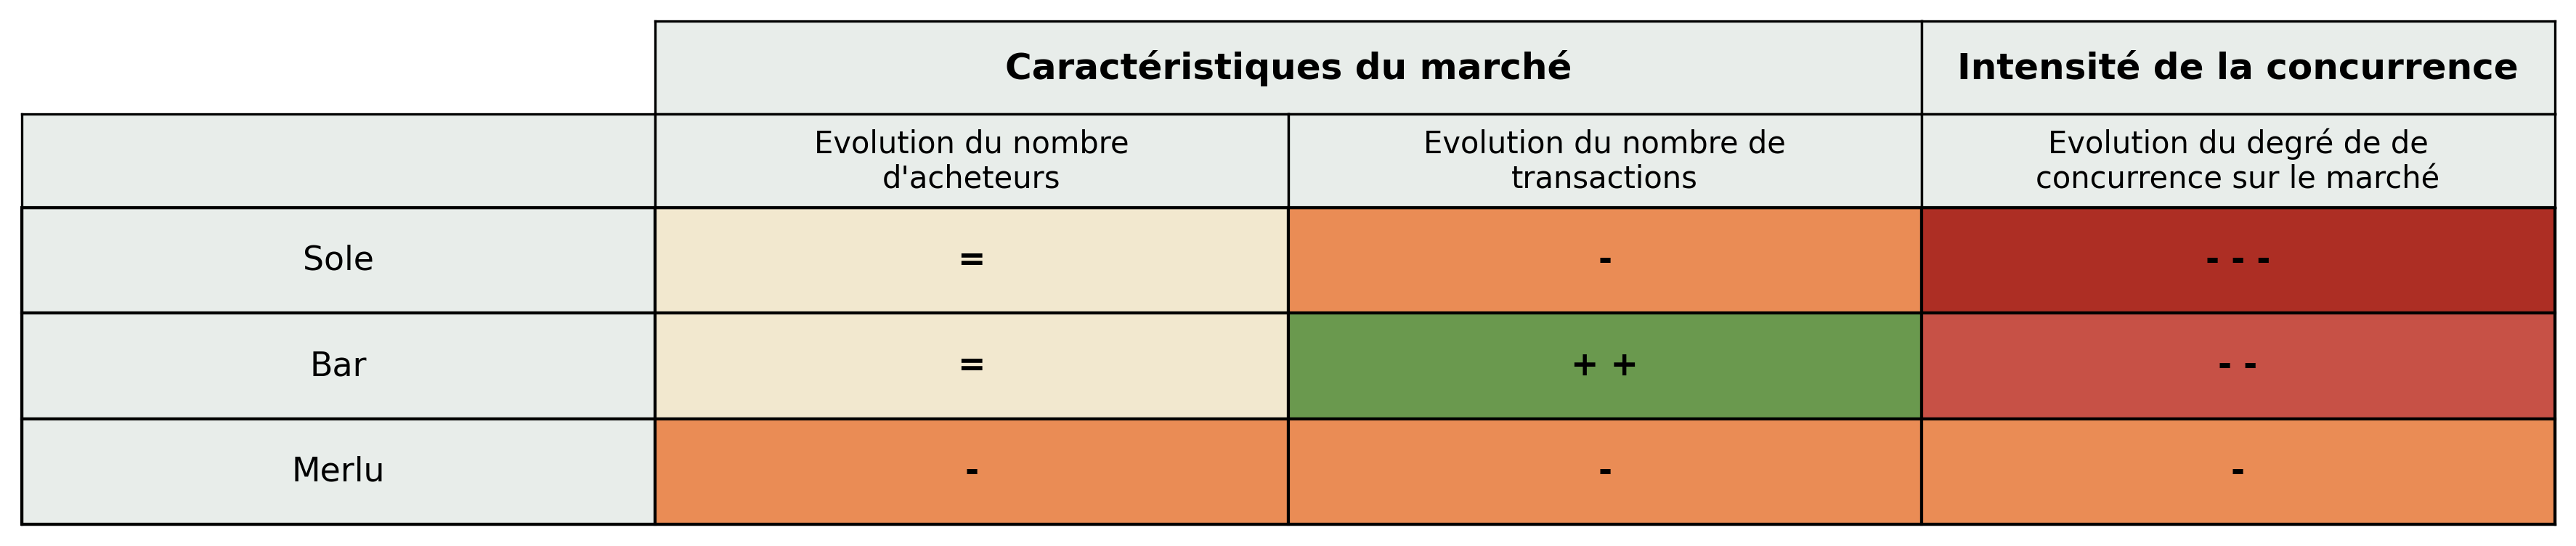 Caractéristiques du marché
Intensité de la concurrence
Evolution du nombre
d'acheteurs
Evolution du nombre de
transactions
Evolution du degré de de
concurrence sur le marché
Sole
=
-
- - -
Bar
=
+ +
- -
Merlu
-
-
-